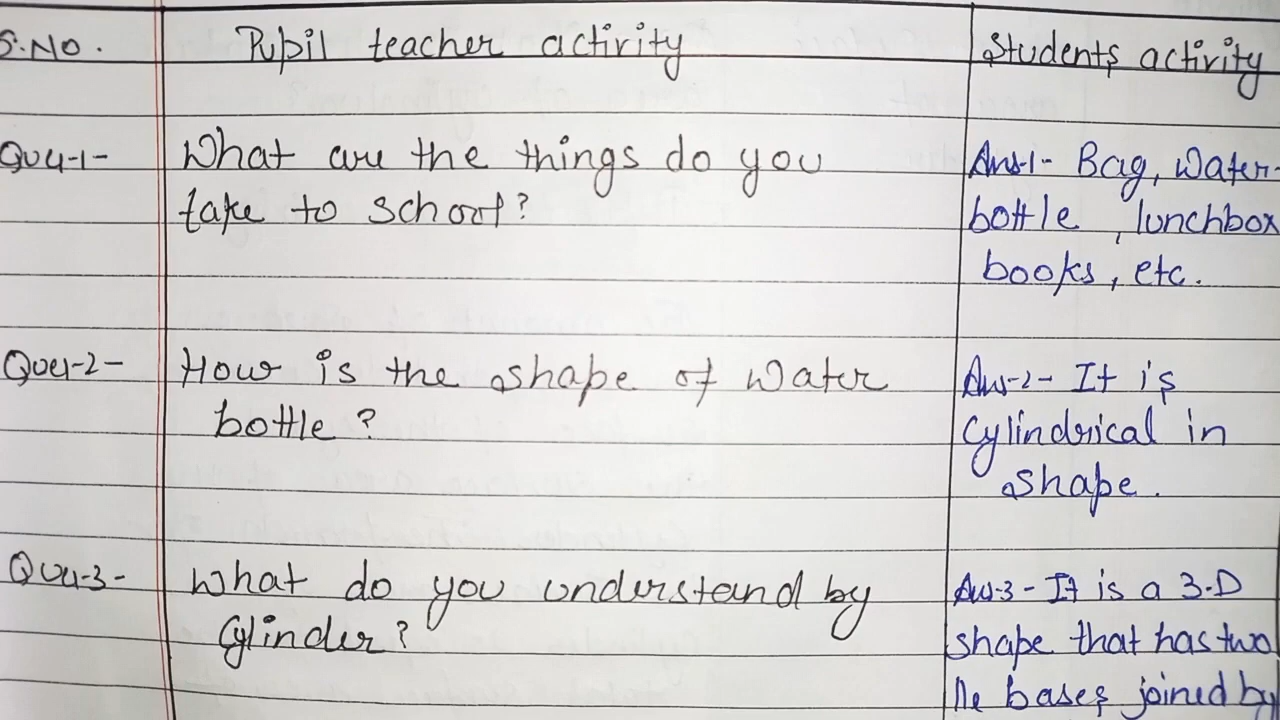 S.No. Pupil teacher activity Students activity
Que-1- What are the things do you Ans-1- Bag, Water-
take to school? bottle, lunchbox
books, etc.
Que-2- How is the shape of Water Ans-2- It is
bottle? Cylindrical in
shape.
Que-3- What do you understand by Ans-3- It is a 3-D
Cylinder? shape that has two
lle bases joined by